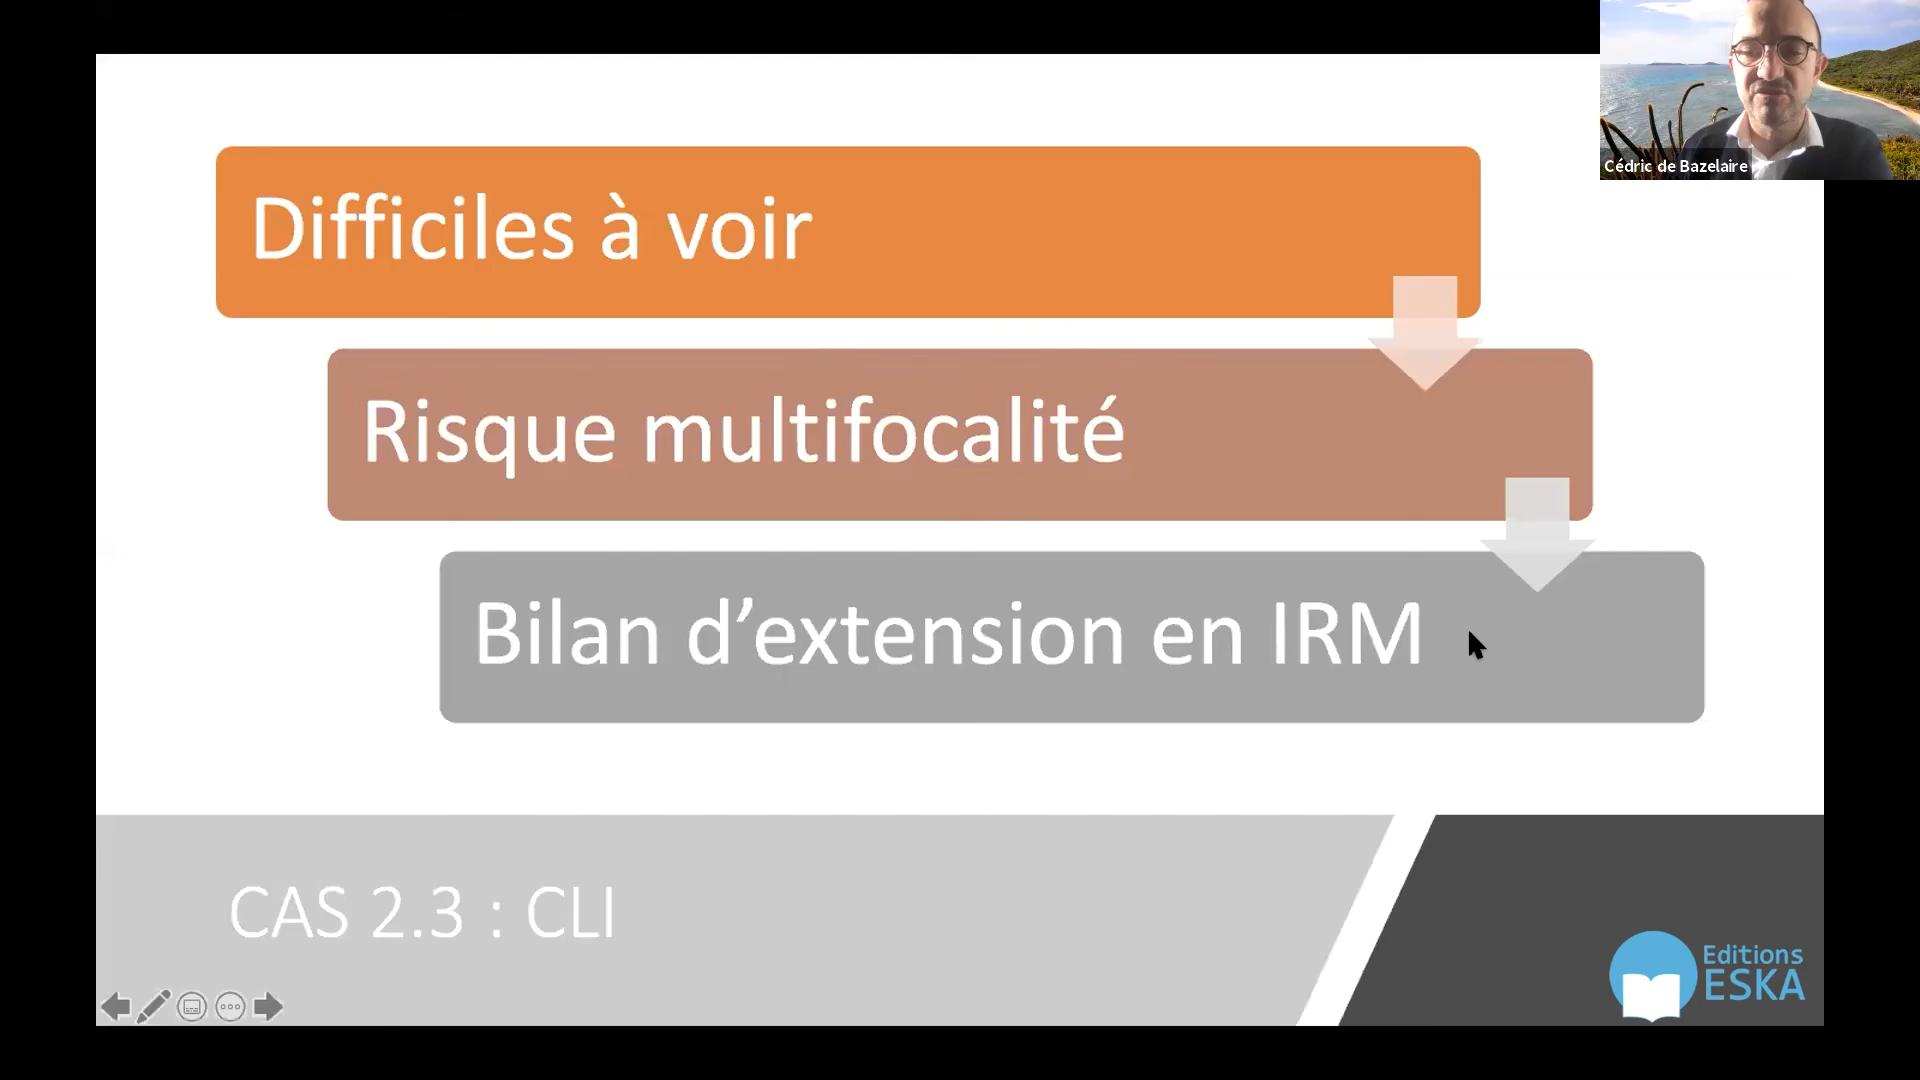 Cédric de Bazelaire
Difficiles à voir
Risque multifocalité
Bilan d’extension en IRM
CAS 2.3 : CLI
Editions
ESKA